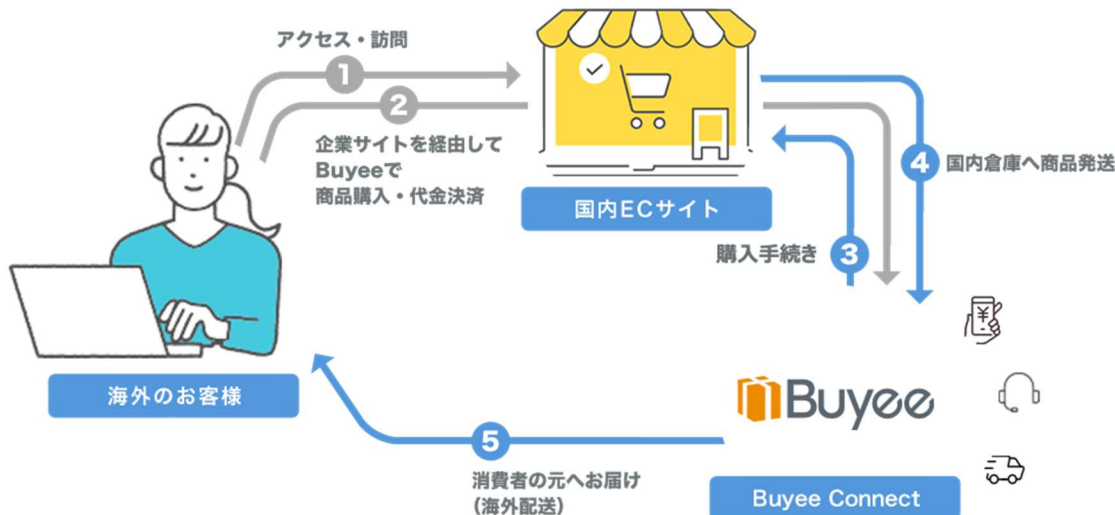 アクセス・訪問
1
2
企業サイトを経由して
Buyeeで
商品購入・代金決済
国内ECサイト
4
国内倉庫へ商品発送
購入手続き
3
¥
海外のお客様
Buyee
5
消費者の元へお届け
(海外配送)
Buyee Connect